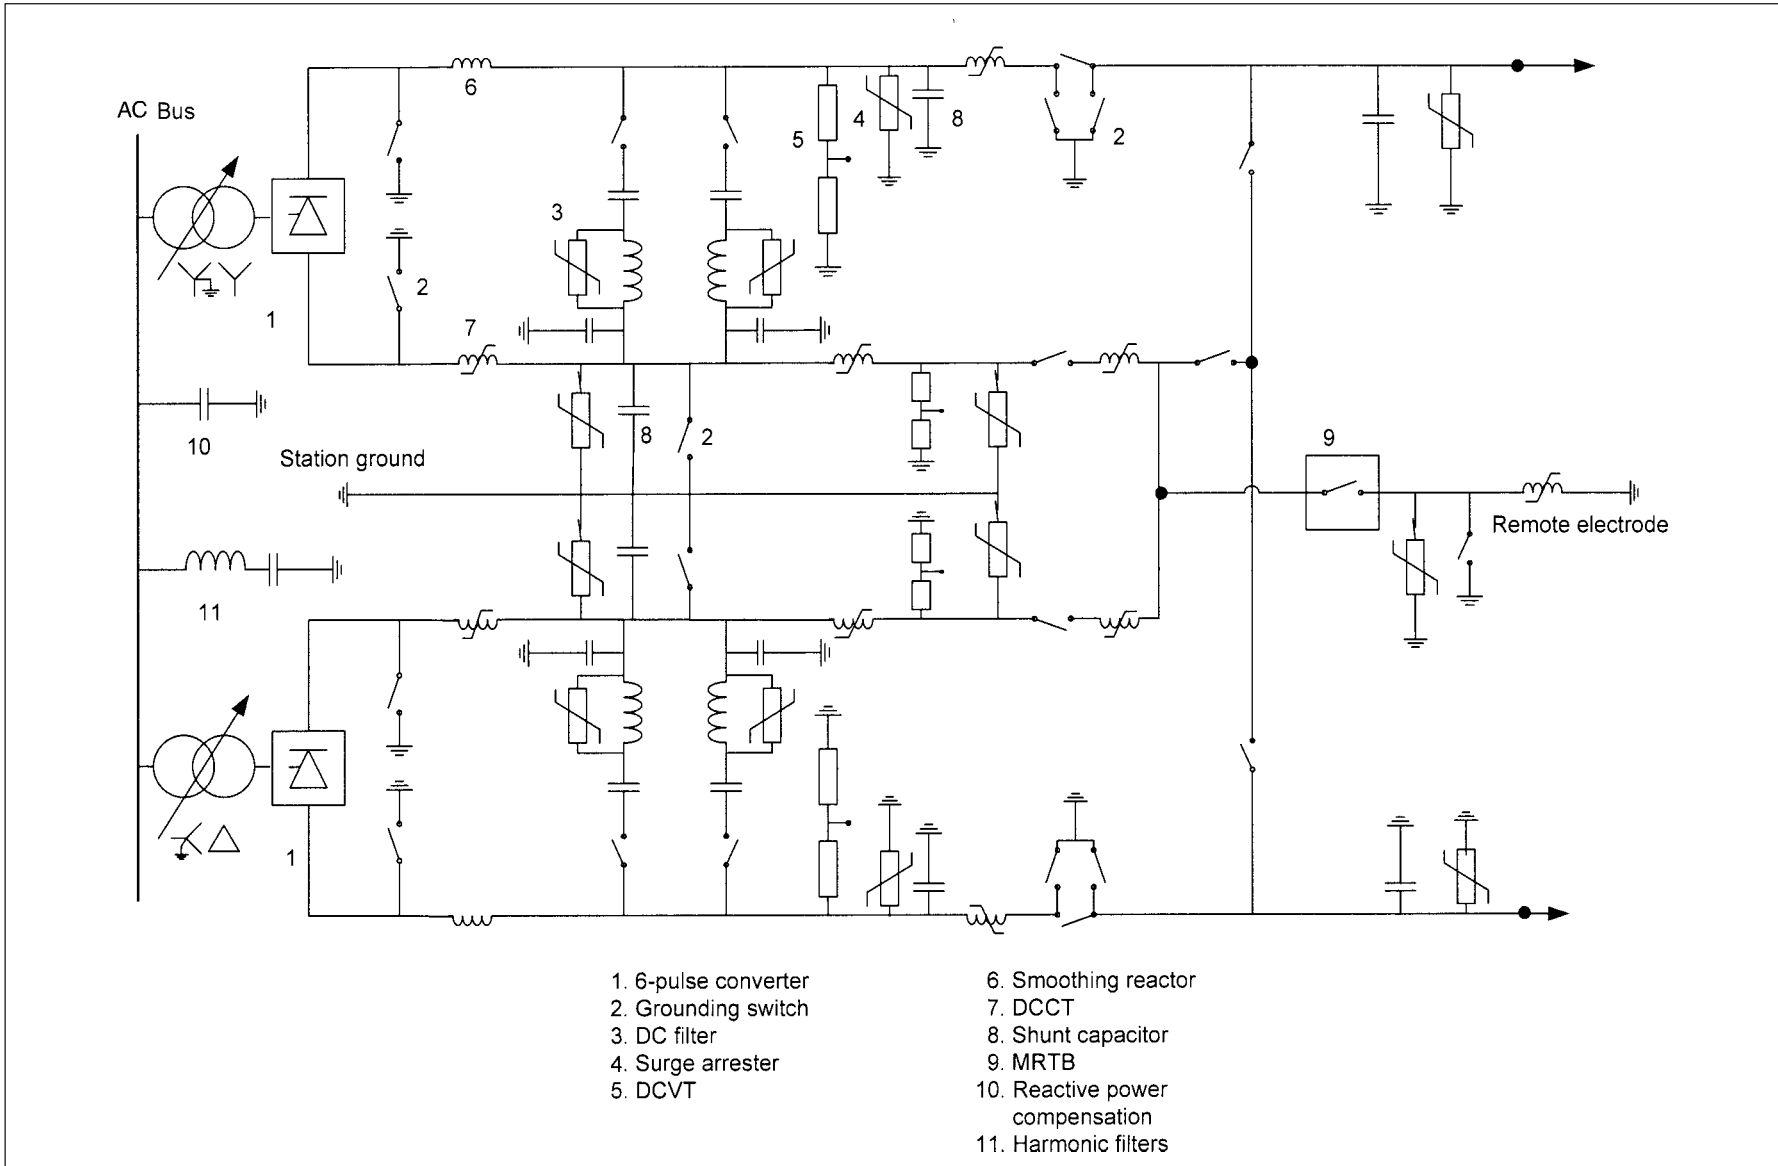 6
AC Bus
4
8
5
2
3
2
1
7
10
8
2
9
Station ground
Remote electrode
11
1
1. 6-pulse converter
2. Grounding switch
3. DC filter
4. Surge arrester
5. DCVT
6. Smoothing reactor
7. DCCT
8. Shunt capacitor
9. MRTB
10. Reactive power
compensation
11. Harmonic filters